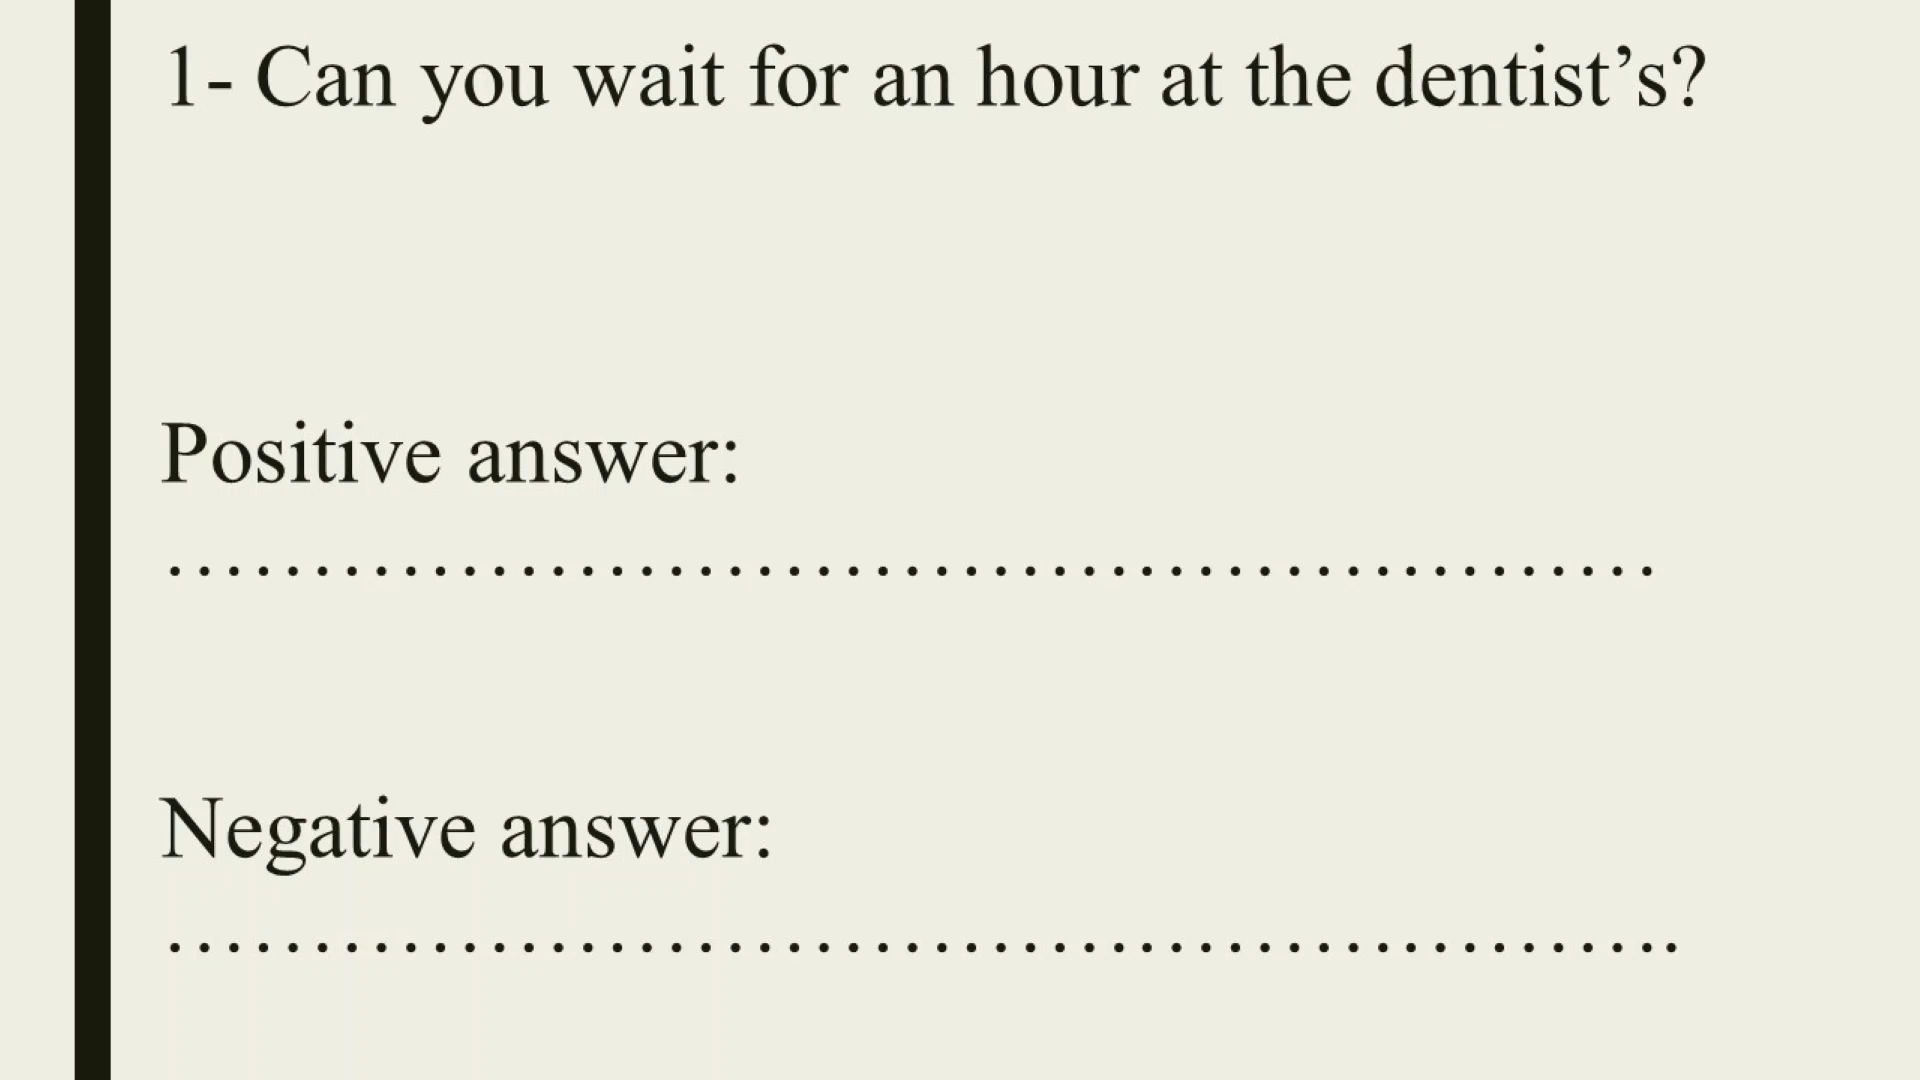 1- Can you wait for an hour at the dentist’s?
Positive answer:
...................................................
Negative answer:
....................................................